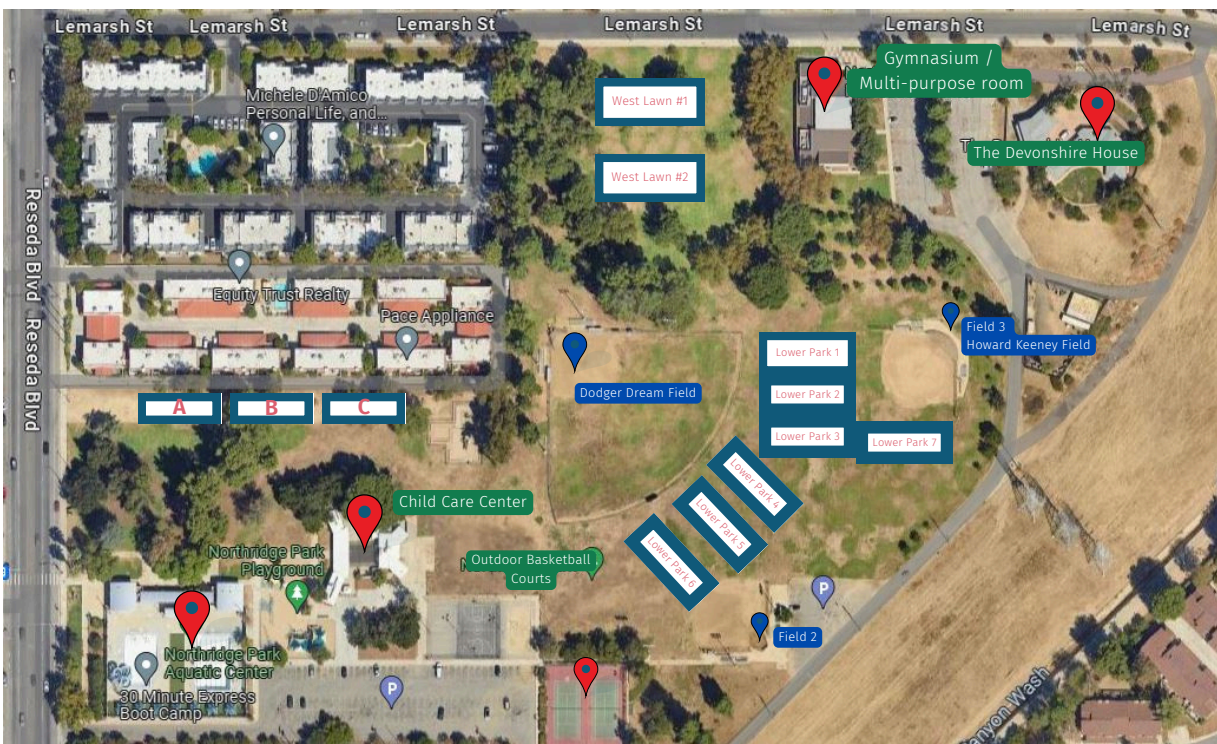 Lemarsh St
Lemarsh St
Lemarsh St
Lemarsh St
Lemarsh St
Lemarsh St
Gymnasium /
Multi-purpose room
Michele D'Amico
Personal Life, and...
West Lawn #1
The Devonshire House
West Lawn #2
Reseda Blvd
Reseda Blvd
Equity Trust Realty
Pace Appliance
Field 3
Howard Keeney Field
Lower Park 1
Dodger Dream Field
Lower Park 2
A
B
C
Lower Park 3
Lower Park 7
Lower Park 4
Lower Park 5
Lower Park 6
Child Care Center
Northridge Park
Playground
Outdoor Basketball
Courts
P
Field 2
Northridge Park
Aquatic Center
30 Minute Express
Boot Camp
P
anyon Wash